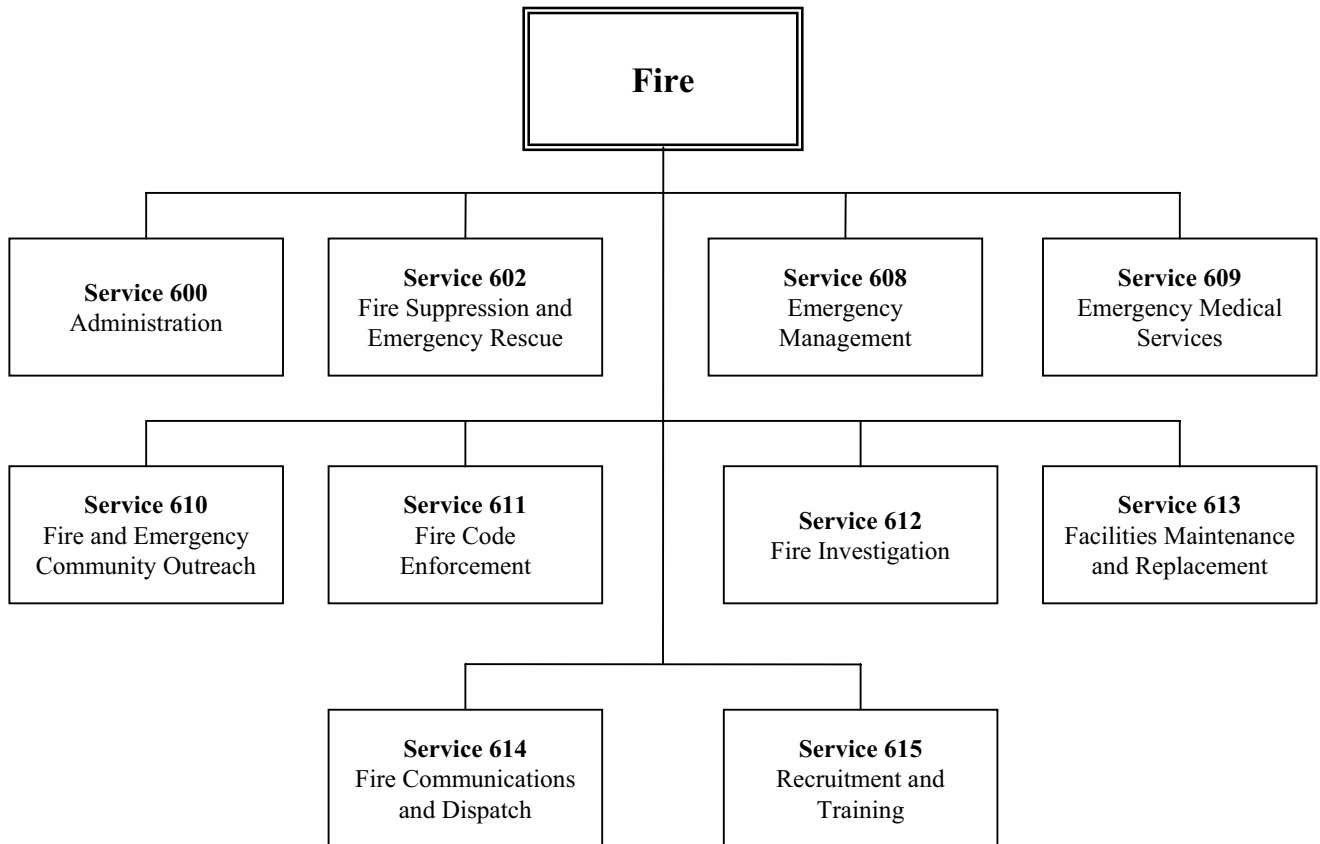 Fire
Service 600
Administration
Service 602
Fire Suppression and
Emergency Rescue
Service 608
Emergency
Management
Service 609
Emergency Medical
Services
Service 610
Fire and Emergency
Community Outreach
Service 611
Fire Code
Enforcement
Service 612
Fire Investigation
Service 613
Facilities Maintenance
and Replacement
Service 614
Fire Communications
and Dispatch
Service 615
Recruitment and
Training